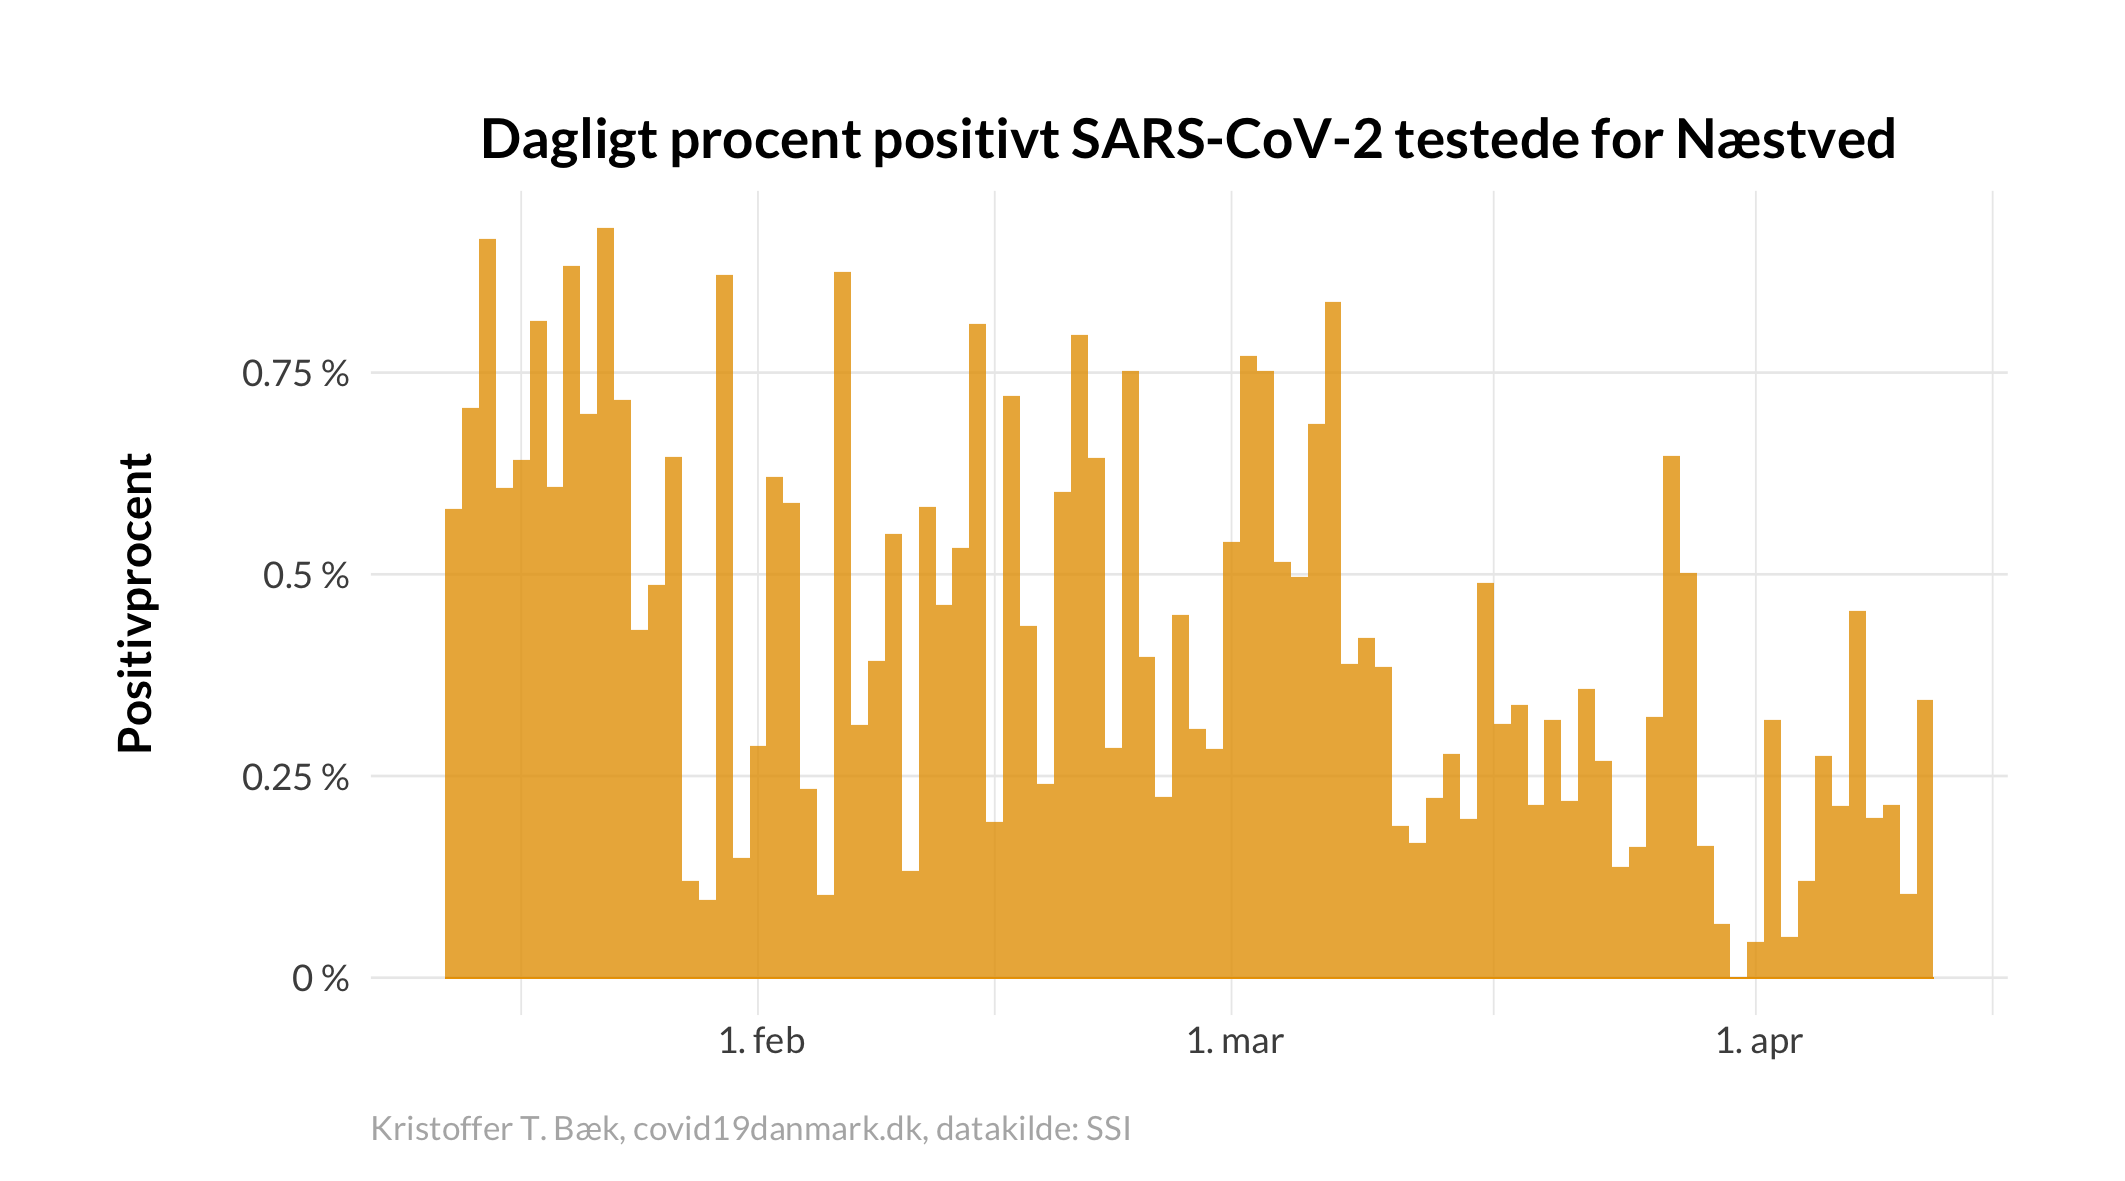 Dagligt procent positivt SARS-CoV-2 testede for Næstved
Positivprocent
0.75 %
0.5 %
0.25 %
0 %
1. feb
1. mar
1. apr
Kristoffer T. Bæk, covid19danmark.dk, datakilde: SSI